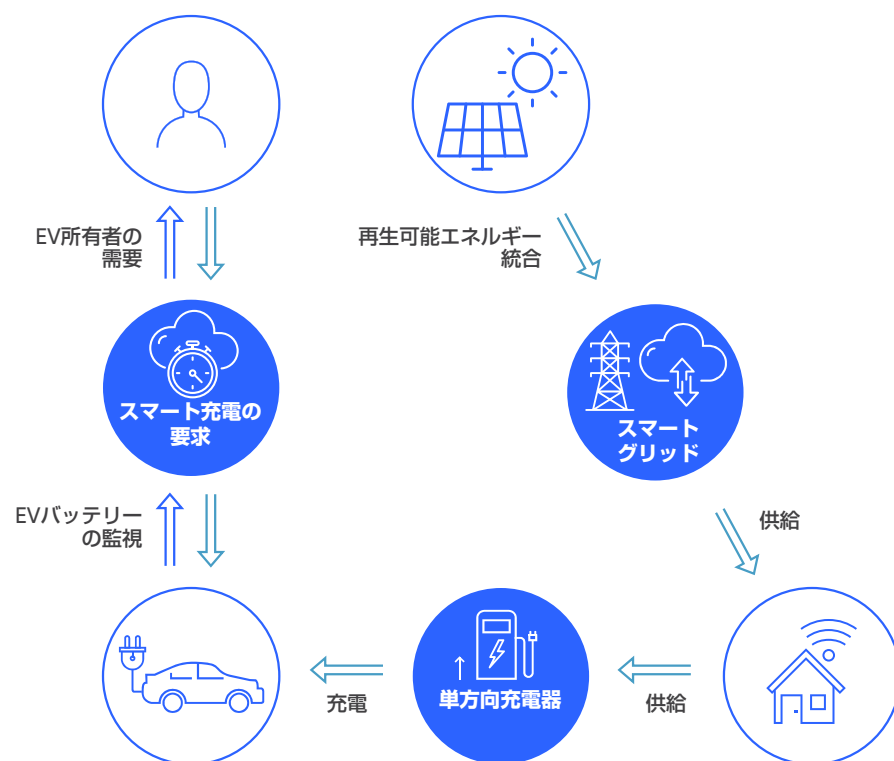 EV所有者の
需要
再生可能エネルギー
統合
スマート充電の
要求
スマート
グリッド
EVバッテリー
の監視
供給
充電
単方向充電器
供給